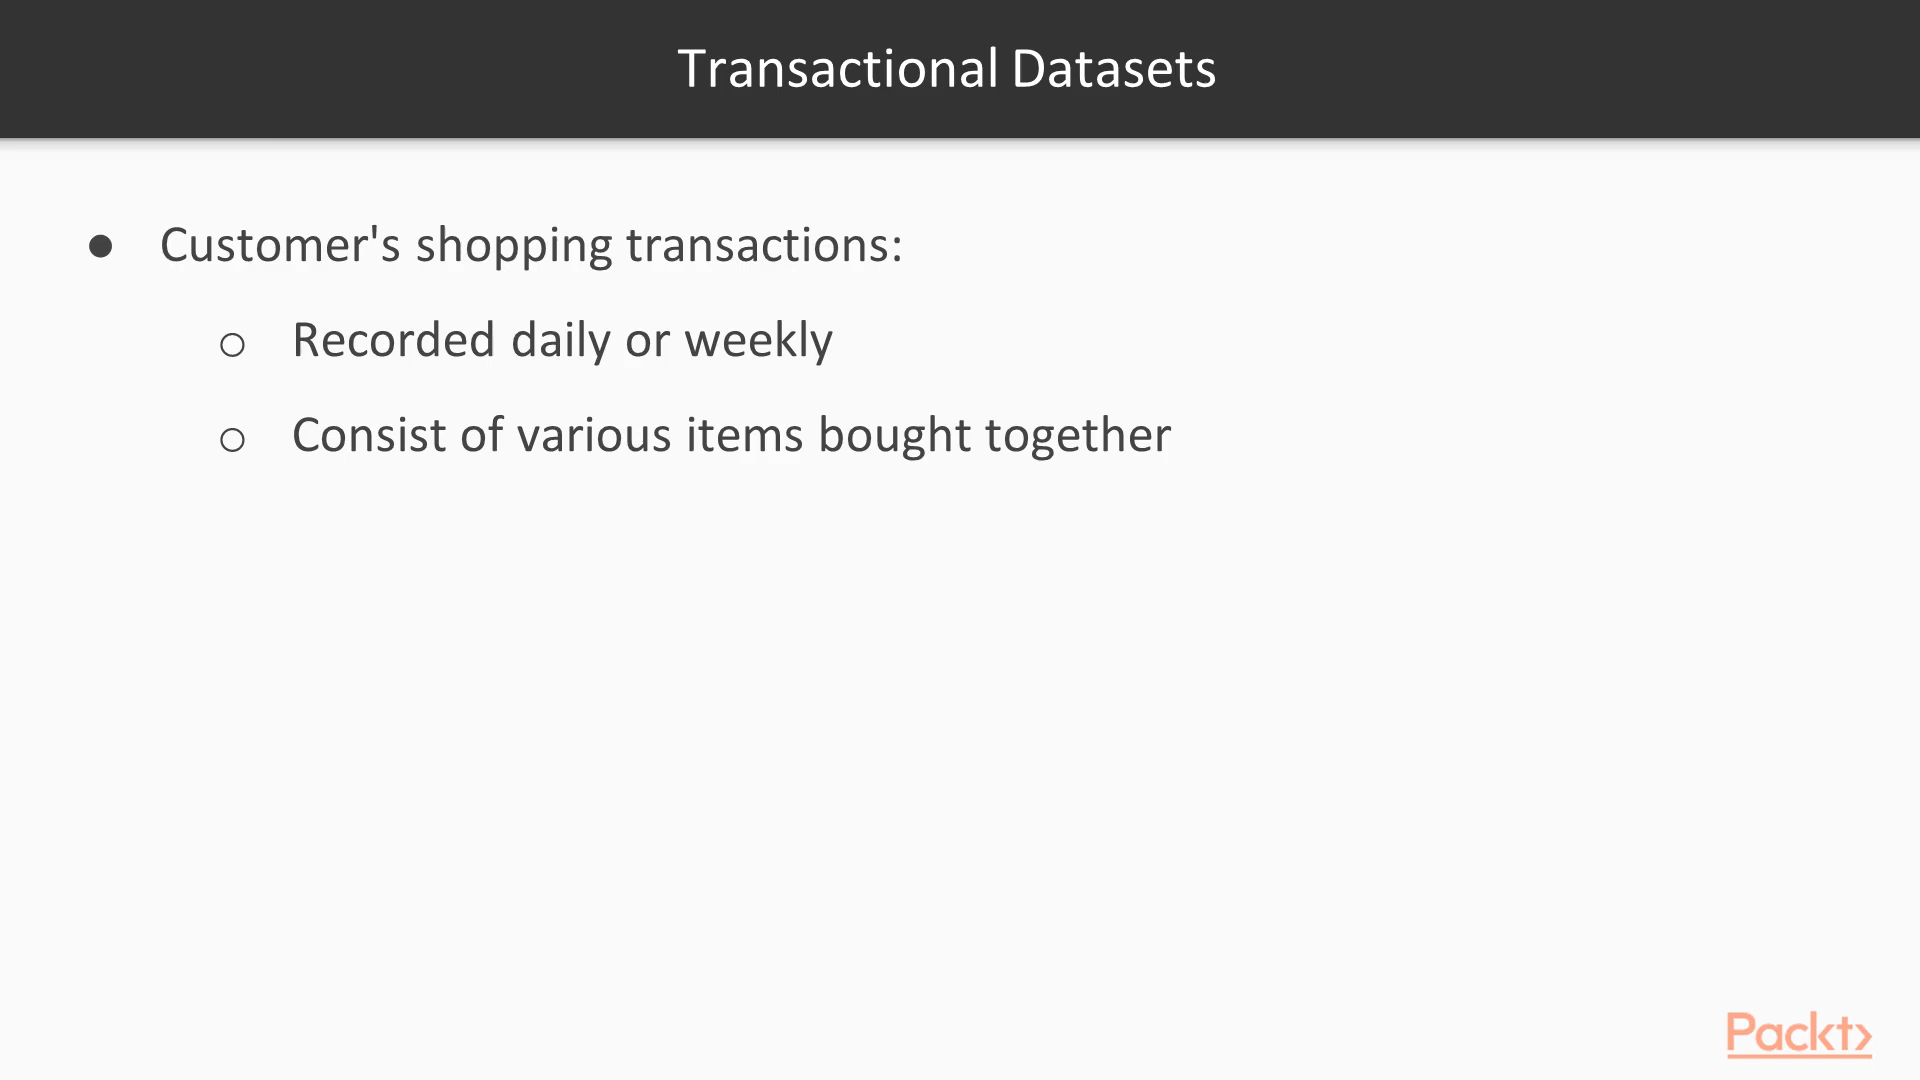 Transactional Datasets
● Customer's shopping transactions:
○ Recorded daily or weekly
○ Consist of various items bought together
Packt>